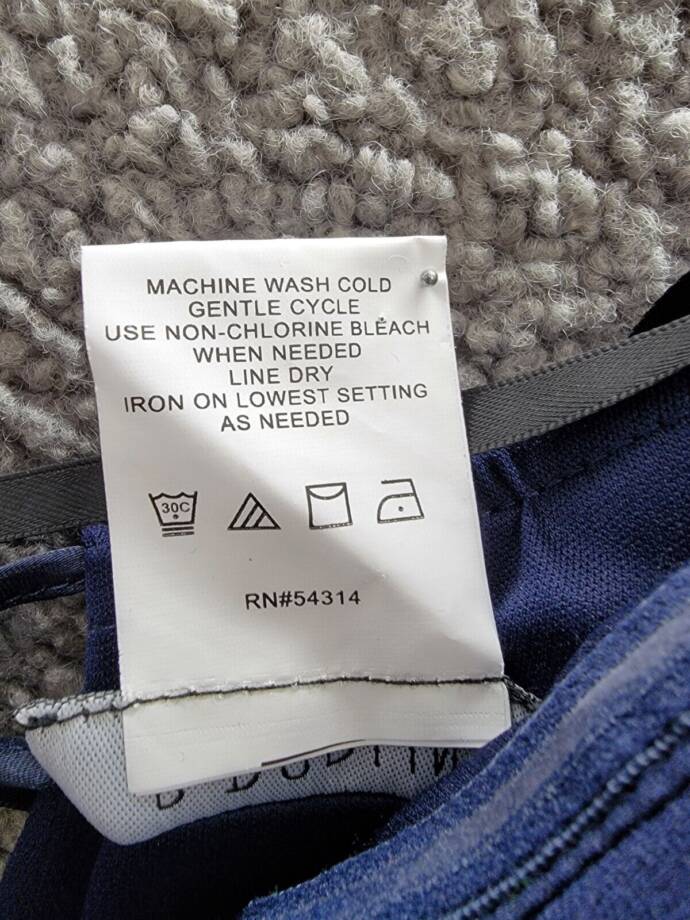 MACHINE WASH COLD
GENTLE CYCLE
USE NON-CHLORINE BLEACH
WHEN NEEDED
LINE DRY
IRON ON LOWEST SETTING
AS NEEDED
30C
RN#54314